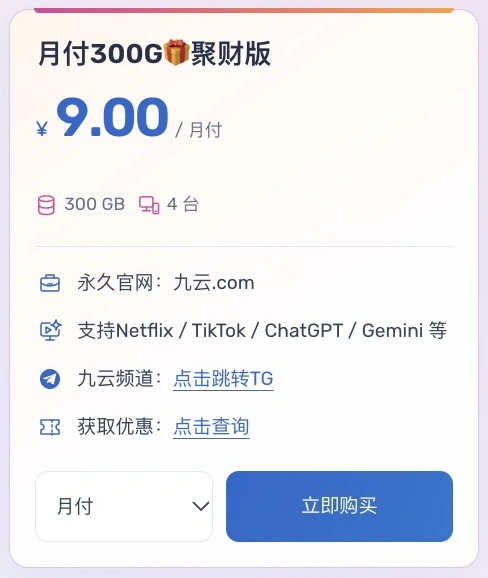 月付300G🎁聚财版
¥ 9.00 / 月付
300 GB 4 台
永久官网：九云.com
支持Netflix / TikTok / ChatGPT / Gemini 等
九云频道：点击跳转TG
获取优惠：点击查询
月付 立即购买